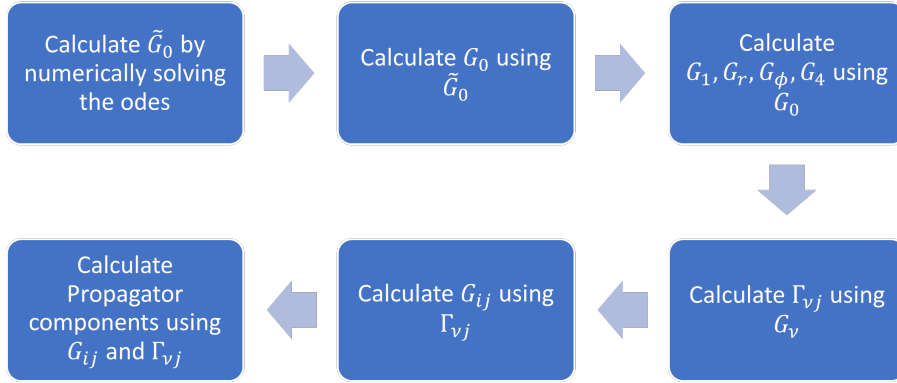 Calculate G̃₀ by
numerically solving
the odes
Calculate G₀ using
G̃₀
Calculate
G₁, Gᵣ, G_ϕ, G₄ using
G₀
Calculate Γ_νj using
G_ν
Calculate G_ij using
Γ_νj
Calculate
Propagator
components using
G_ij and Γ_νj